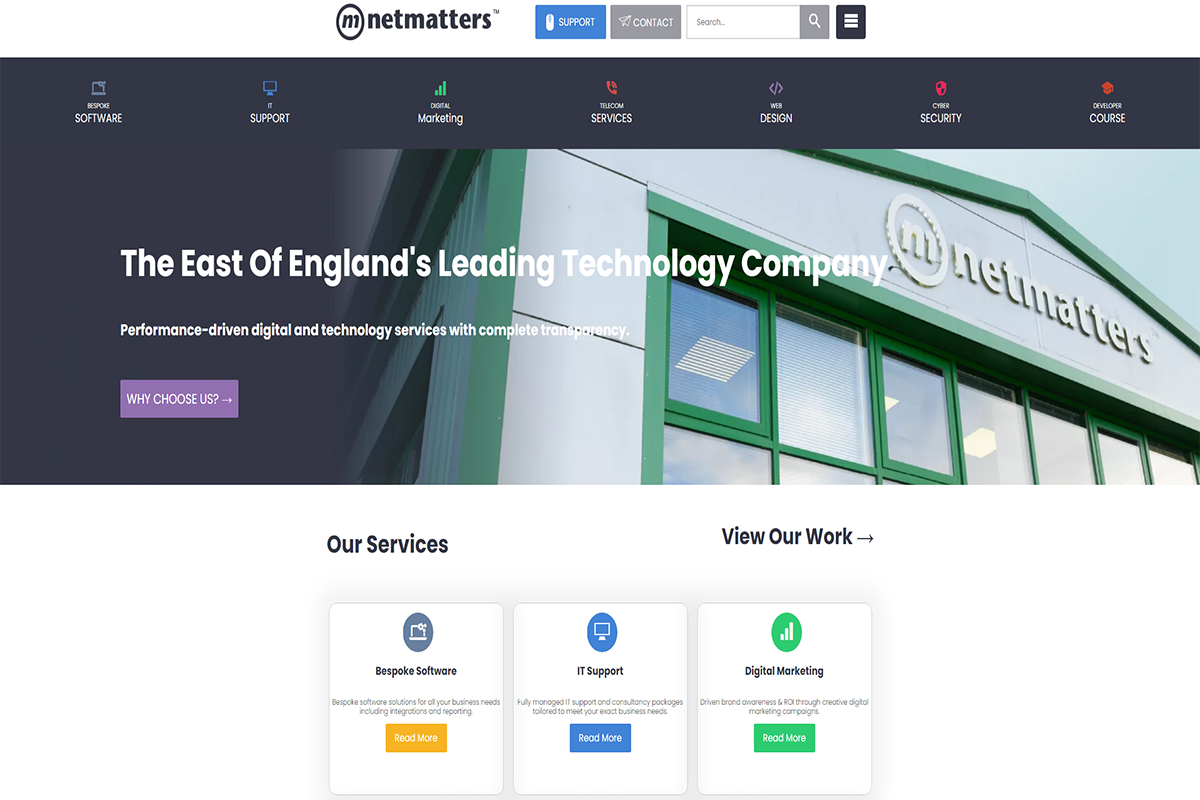 m netmatters™
SUPPORT
CONTACT
Search...
BESPOKE
SOFTWARE
IT
SUPPORT
DIGITAL
Marketing
TELECOM
SERVICES
WEB
DESIGN
CYBER
SECURITY
DEVELOPER
COURSE
m netmatters
The East Of England's Leading Technology Company
Performance-driven digital and technology services with complete transparency.
WHY CHOOSE US? →
Our Services
View Our Work →
Bespoke Software
Bespoke software solutions for all your business needs
including integrations and reporting.
Read More
IT Support
Fully managed IT support and consultancy packages
tailored to meet your exact business needs.
Read More
Digital Marketing
Driven brand awareness & ROI through creative digital
marketing campaigns.
Read More